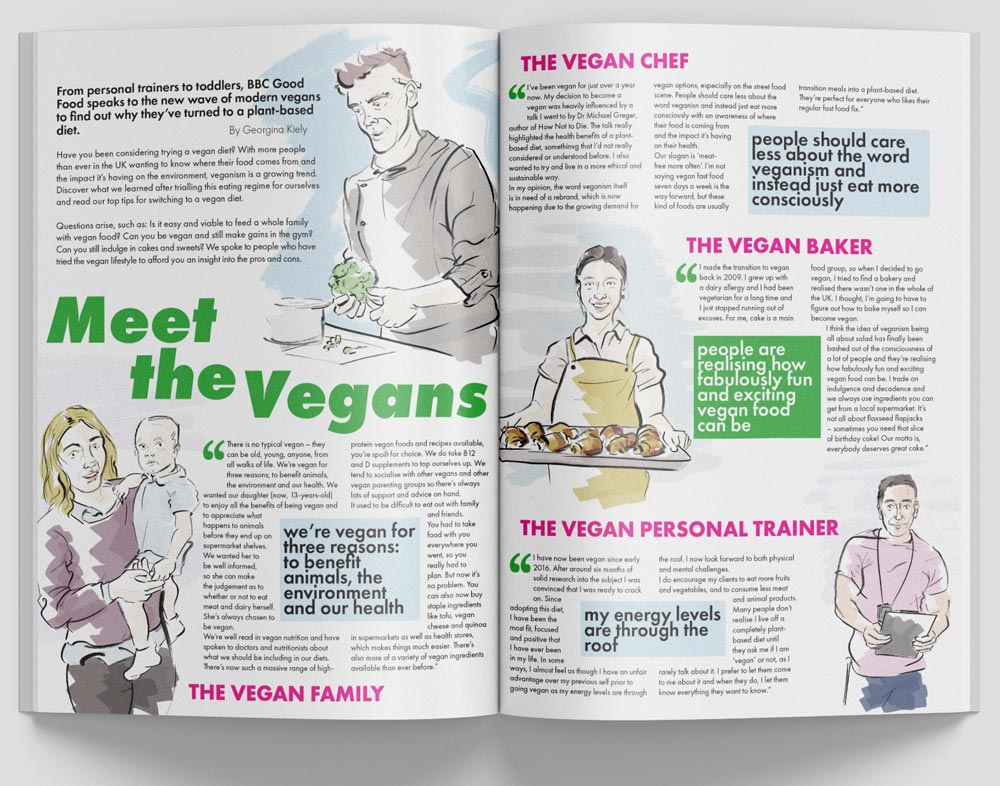 From personal trainers to toddlers, BBC Good
Food speaks to the new wave of modern vegans
to find out why they've turned to a plant-based
diet.
By Georgina Kiely
Have you been considering trying a vegan diet? With more people
than ever in the UK wanting to know where their food comes from and
the impact it's having on the environment, veganism is a growing trend.
Discover what we learned after trialling this eating regime for ourselves
and read our top tips for switching to a vegan diet.
Questions arise, such as: Is it easy and viable to feed a whole family
with vegan food? Can you be vegan and still make gains in the gym?
Can you still indulge in cakes and sweets? We spoke to people who have
tried the vegan lifestyle to afford you an insight into the pros and cons.
Meet
the Vegans
“
There is no typical vegan – they
can be old, young, anyone, from
all walks of life. We're vegan for
three reasons; to benefit animals,
the environment and our health. We
wanted our daughter (now, 13-years-old)
to enjoy all the benefits of being vegan and
to appreciate what
happens to animals
before they end up on
supermarket shelves.
We wanted her to
be well informed,
so she can make
the judgement as to
whether or not to eat
meat and dairy herself.
She's always chosen to
be vegan.
We're well read in vegan nutrition and have
spoken to doctors and nutritionists about
what we should be including in our diets.
There's now such a massive range of high-
protein vegan foods and recipes available,
you're spoilt for choice. We do take B12
and D supplements to top ourselves up. We
tend to socialise with other vegans and other
vegan parenting groups so there's always
lots of support and advice on hand.
It used to be difficult to eat out with family
and friends.
You had to take
food with you
everywhere you
went, so you
really had to
plan. But now it's
no problem. You
can also now buy
staple ingredients
like tofu, vegan
cheese and quinoa
in supermarkets as well as health stores,
which makes things much easier. There's
also more of a variety of vegan ingredients
available than ever before.”
we're vegan for
three reasons:
to benefit
animals, the
environment
and our health
THE VEGAN FAMILY
THE VEGAN CHEF
“
I've been vegan for just over a year
now. My decision to become a
vegan was heavily influenced by a
talk I went to by Dr Michael Greger,
author of How Not to Die. The talk really
highlighted the health benefits of a plant-
based diet, something that I'd not really
considered or understood before. I also
wanted to try and live in a more ethical and
sustainable way.
In my opinion, the word veganism itself
is in need of a rebrand, which is now
happening due to the growing demand for
vegan options, especially on the street food
scene. People should care less about the
word veganism and instead just eat more
consciously with an awareness of where
their food is coming from
and the impact it's having
on their health.
Our slogan is 'meat-
free more often'. I'm not
saying vegan fast food
seven days a week is the
way forward, but these
kind of foods are usually
transition meals into a plant-based diet.
They're perfect for everyone who likes their
regular fast food fix.”
people should care
less about the word
veganism and
instead just eat more
consciously
THE VEGAN BAKER
“
I made the transition to vegan
back in 2009. I grew up with
a dairy allergy and I had been
vegetarian for a long time and
I just stopped running out of
excuses. For me, cake is a main
food group, so when I decided to go
vegan, I tried to find a bakery and
realised there wasn't one in the whole of
the UK. I thought, I'm going to have to
figure out how to bake myself so I can
become vegan.
I think the idea of veganism being
all about salad has finally been
bashed out of the consciousness of
a lot of people and they're realising
how fabulously fun and exciting
vegan food can be. I trade on
indulgence and decadence and
we always use ingredients you can
get from a local supermarket. It's
not all about flaxseed flapjacks
– sometimes you need that slice
of birthday cake! Our motto is,
everybody deserves great cake.”
people are
realising how
fabulously fun
and exciting
vegan food
can be
THE VEGAN PERSONAL TRAINER
“
I have now been vegan since early
2016. After around six months of
solid research into the subject I was
convinced that I was ready to crack
on. Since
adopting this diet,
I have been the
most fit, focused
and positive that
I have ever been
in my life. In some
ways, I almost feel as though I have an unfair
advantage over my previous self prior to
going vegan as my energy levels are through
the roof. I now look forward to both physical
and mental challenges.
I do encourage my clients to eat more fruits
and vegetables, and to consume less meat
and animal products.
Many people don't
realise I live off a
completely plant-
based diet until
they ask me if I am
'vegan' or not, as I
rarely talk about it. I prefer to let them come
to me about it and when they do, I let them
know everything they want to know.”
my energy levels
are through the
roof